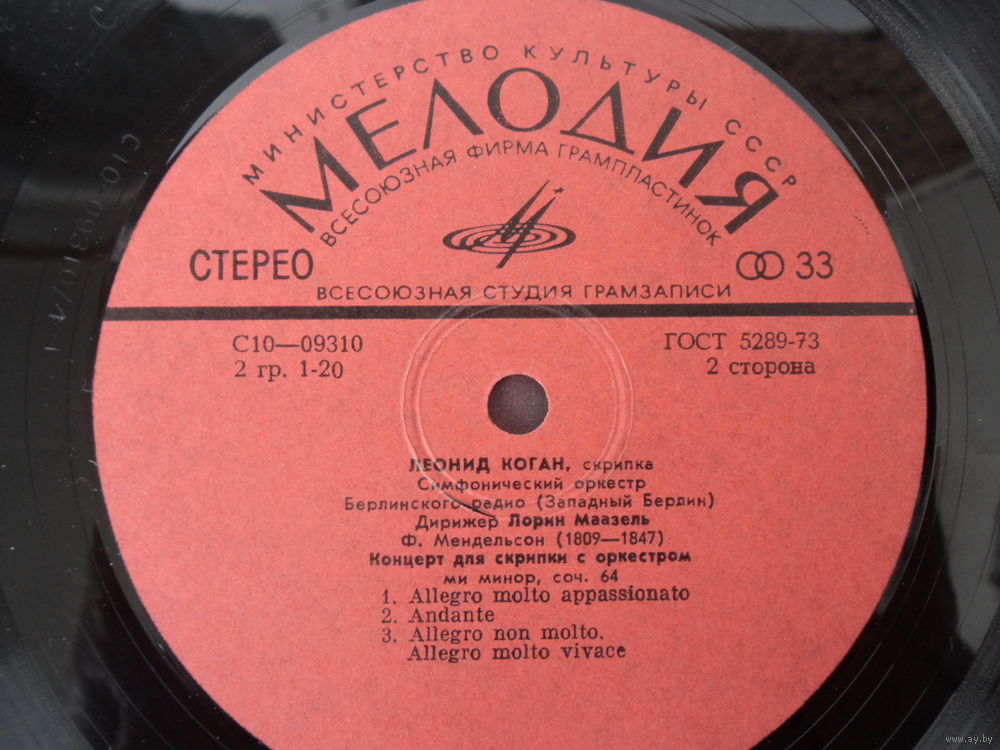 МИНИСТЕРСТВО КУЛЬТУРЫ СССР
МЕЛОДИЯ
ВСЕСОЮЗНАЯ ФИРМА ГРАМПЛАСТИНОК
СТЕРЕО
33
ВСЕСОЮЗНАЯ СТУДИЯ ГРАМЗАПИСИ
С10—09310
ГОСТ 5289-73
2 гр. 1-20
2 сторона
ЛЕОНИД КОГАН, скрипка
Симфонический оркестр
Берлинского радио (Западный Берлин)
Дирижер Лорин Маазель
Ф. Мендельсон (1809—1847)
Концерт для скрипки с оркестром
ми минор, соч. 64
1. Allegro molto appassionato
2. Andante
3. Allegro non molto.
Allegro molto vivace
www.ay.by